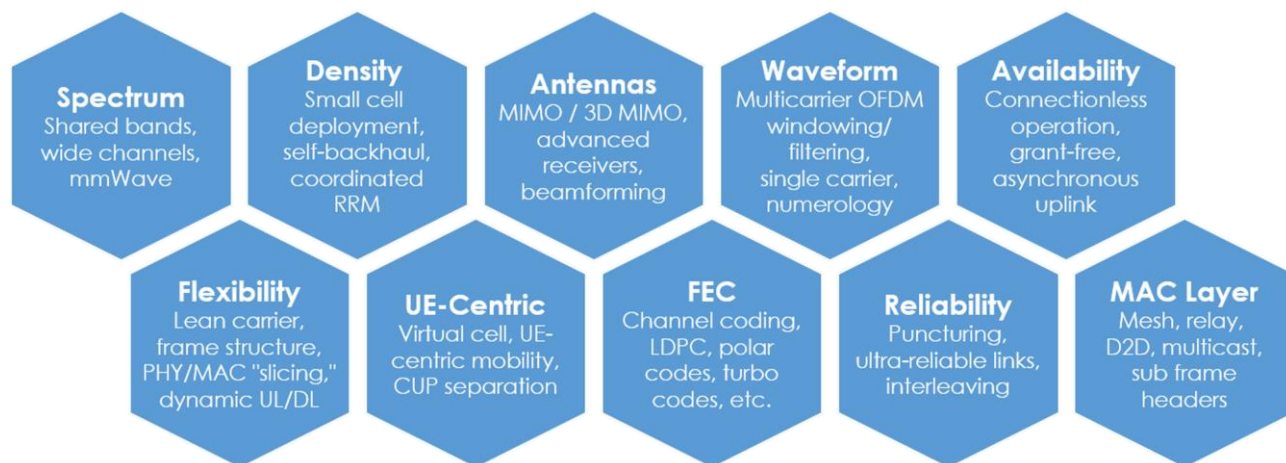 Spectrum
Shared bands,
wide channels,
mmWave
Density
Small cell
deployment,
self-backhaul,
coordinated
RRM
Antennas
MIMO / 3D MIMO,
advanced
receivers,
beamforming
Waveform
Multicarrier OFDM
windowing/
filtering,
single carrier,
numerology
Availability
Connectionless
operation,
grant-free,
asynchronous
uplink
Flexibility
Lean carrier,
frame structure,
PHY/MAC "slicing,"
dynamic UL/DL
UE-Centric
Virtual cell, UE-
centric mobility,
CUP separation
FEC
Channel coding,
LDPC, polar
codes, turbo
codes, etc.
Reliability
Puncturing,
ultra-reliable links,
interleaving
MAC Layer
Mesh, relay,
D2D, multicast,
sub frame
headers